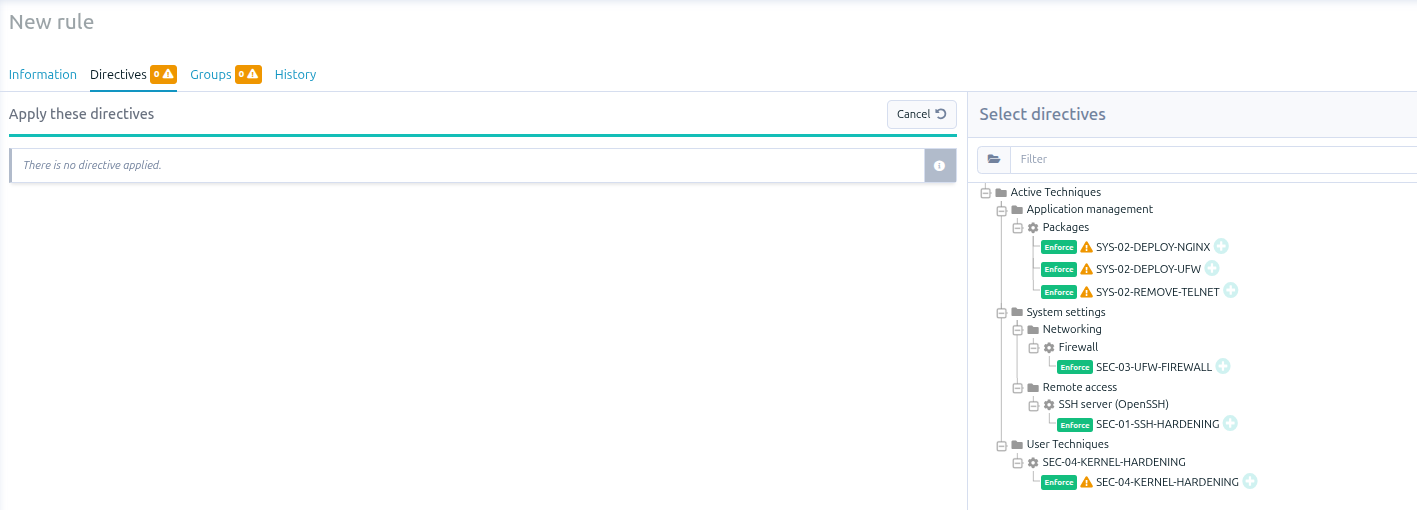 New rule
Information Directives 0 Groups 0 History
Apply these directives
Cancel
There is no directive applied.
Select directives
Filter
Active Techniques
Application management
Packages
Enforce SYS-02-DEPLOY-NGINX
Enforce SYS-02-DEPLOY-UFW
Enforce SYS-02-REMOVE-TELNET
System settings
Networking
Firewall
Enforce SEC-03-UFW-FIREWALL
Remote access
SSH server (OpenSSH)
Enforce SEC-01-SSH-HARDENING
User Techniques
SEC-04-KERNEL-HARDENING
Enforce SEC-04-KERNEL-HARDENING